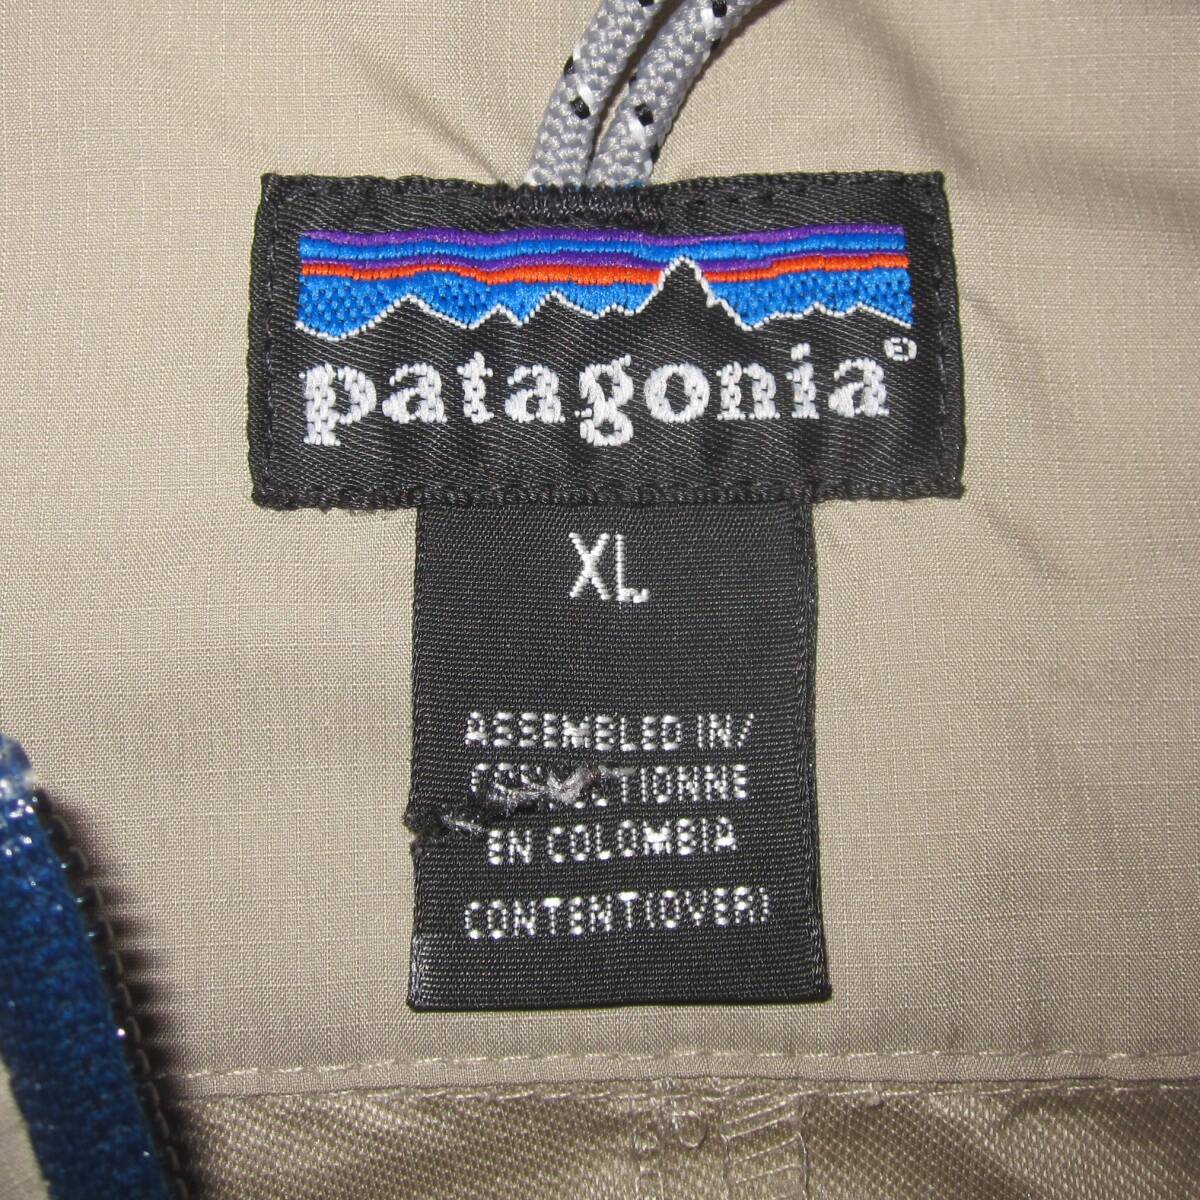 patagonia®
XL
ASSEMBLED IN/
EN COLOMBIA
CONTENT(OVER)